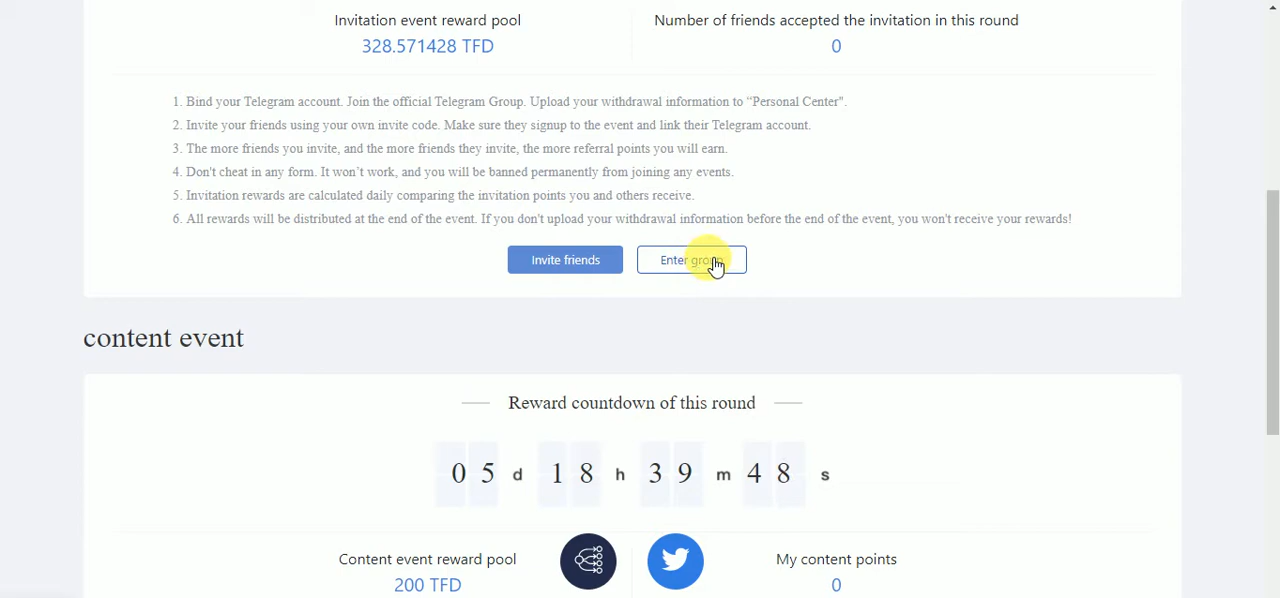 Invitation event reward pool
Number of friends accepted the invitation in this round
328.571428 TFD
0
1. Bind your Telegram account. Join the official Telegram Group. Upload your withdrawal information to “Personal Center".
2. Invite your friends using your own invite code. Make sure they signup to the event and link their Telegram account.
3. The more friends you invite, and the more friends they invite, the more referral points you will earn.
4. Don't cheat in any form. It won’t work, and you will be banned permanently from joining any events.
5. Invitation rewards are calculated daily comparing the invitation points you and others receive.
6. All rewards will be distributed at the end of the event. If you don't upload your withdrawal information before the end of the event, you won't receive your rewards!
Invite friends
Enter group
content event
Reward countdown of this round
05 d 18 h 39 m 48 s
Content event reward pool
My content points
200 TFD
0